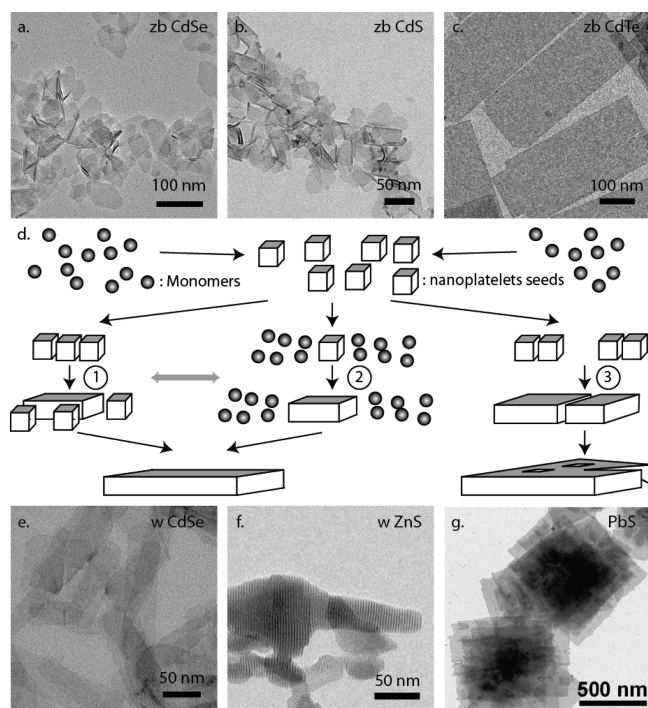 a.
zb CdSe
100 nm
b.
zb CdS
50 nm
c.
zb CdTe
100 nm
d.
: Monomers
: nanoplatelets seeds
1
2
3
e.
w CdSe
50 nm
f.
w ZnS
50 nm
g.
PbS
500 nm